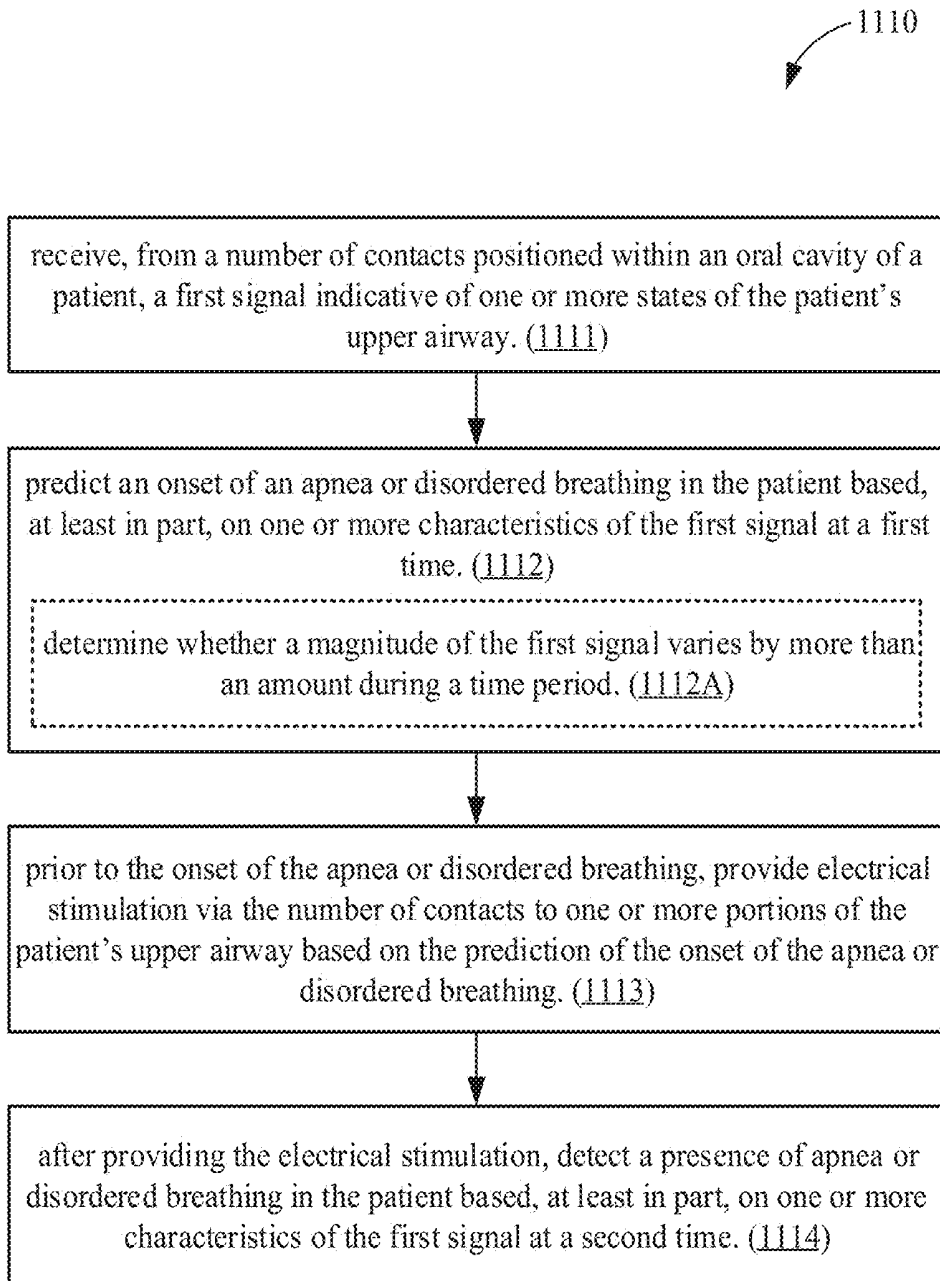 1110
receive, from a number of contacts positioned within an oral cavity of a
patient, a first signal indicative of one or more states of the patient's
upper airway. (1111)
predict an onset of an apnea or disordered breathing in the patient based,
at least in part, on one or more characteristics of the first signal at a first
time. (1112)
determine whether a magnitude of the first signal varies by more than
an amount during a time period. (1112A)
prior to the onset of the apnea or disordered breathing, provide electrical
stimulation via the number of contacts to one or more portions of the
patient's upper airway based on the prediction of the onset of the apnea or
disordered breathing. (1113)
after providing the electrical stimulation, detect a presence of apnea or
disordered breathing in the patient based, at least in part, on one or more
characteristics of the first signal at a second time. (1114)